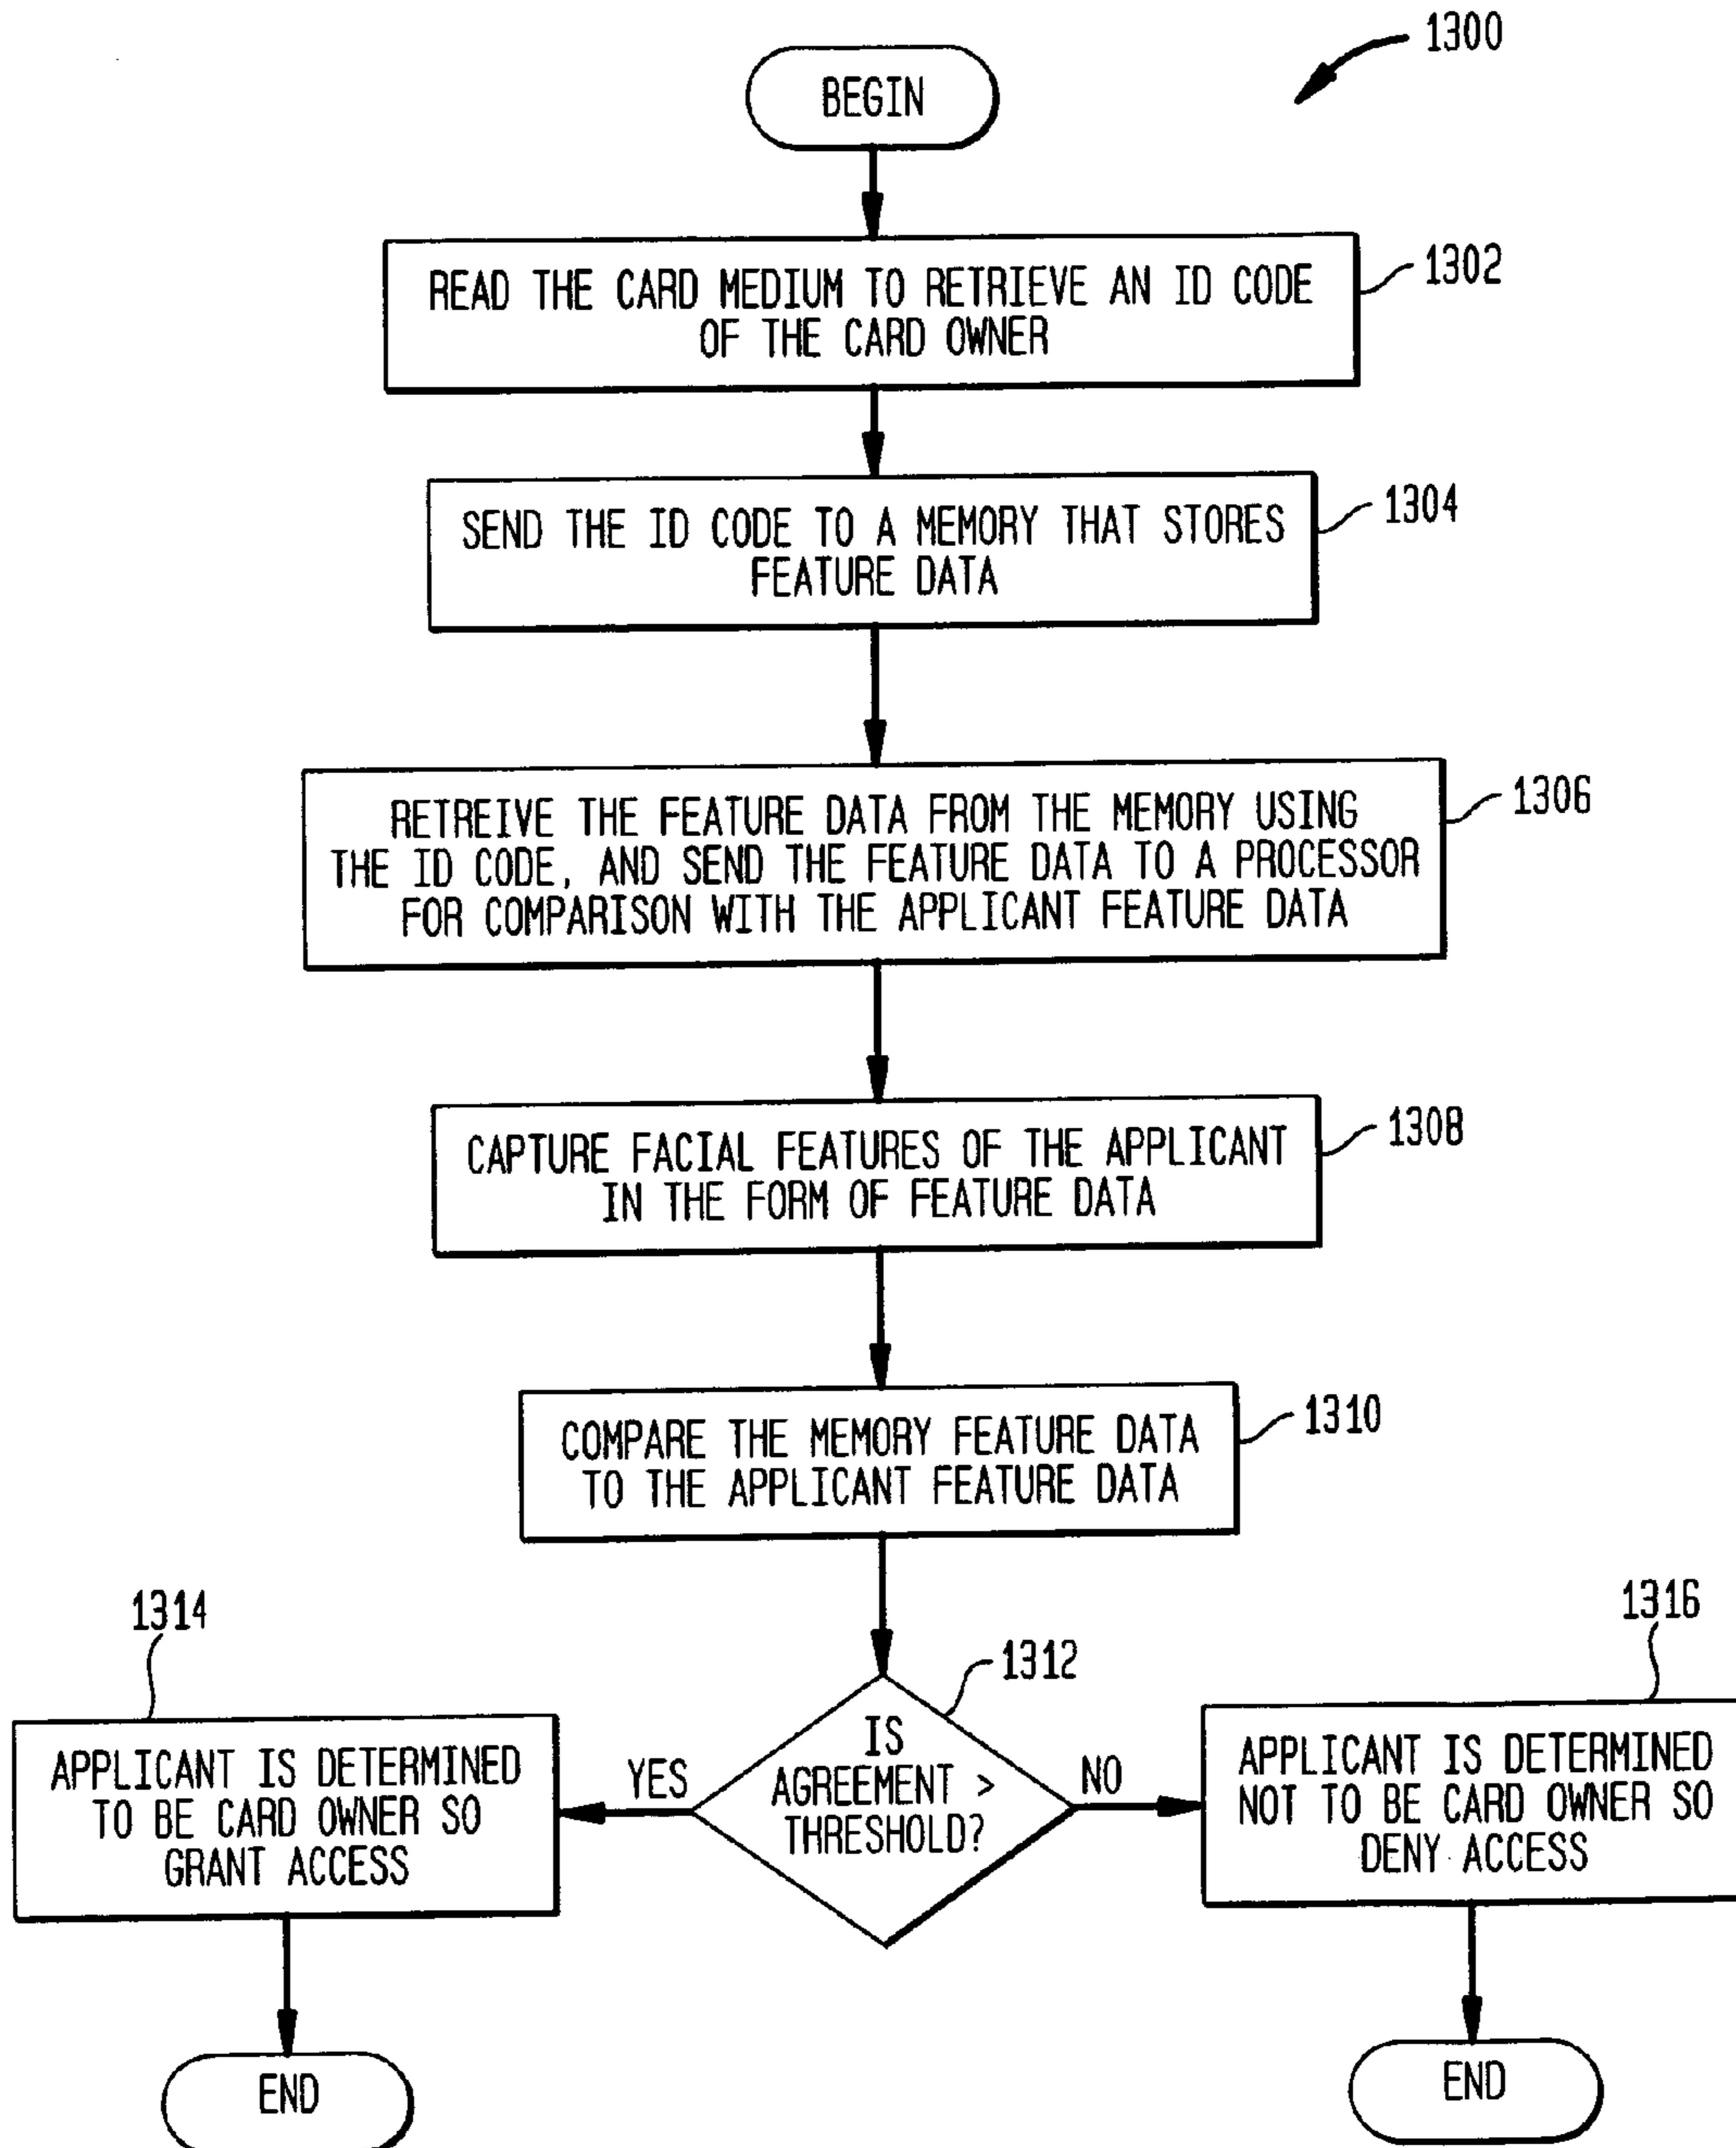 1300
BEGIN
READ THE CARD MEDIUM TO RETRIEVE AN ID CODE
OF THE CARD OWNER
1302
SEND THE ID CODE TO A MEMORY THAT STORES
FEATURE DATA
1304
RETREIVE THE FEATURE DATA FROM THE MEMORY USING
THE ID CODE, AND SEND THE FEATURE DATA TO A PROCESSOR
FOR COMPARISON WITH THE APPLICANT FEATURE DATA
1306
CAPTURE FACIAL FEATURES OF THE APPLICANT
IN THE FORM OF FEATURE DATA
1308
COMPARE THE MEMORY FEATURE DATA
TO THE APPLICANT FEATURE DATA
1310
1312
IS
AGREEMENT >
THRESHOLD?
YES
NO
1314
APPLICANT IS DETERMINED
TO BE CARD OWNER SO
GRANT ACCESS
1316
APPLICANT IS DETERMINED
NOT TO BE CARD OWNER SO
DENY ACCESS
END
END